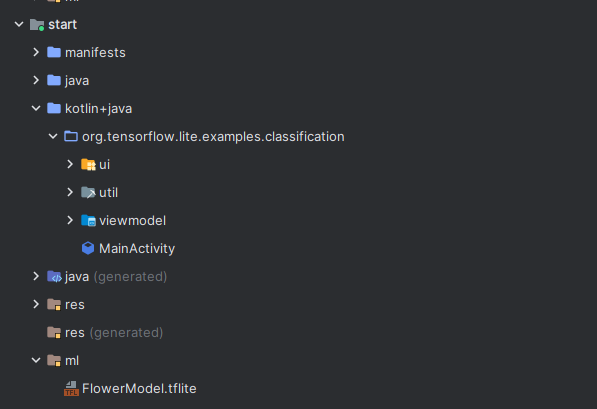 start
manifests
java
kotlin+java
org.tensorflow.lite.examples.classification
ui
util
viewmodel
MainActivity
java (generated)
res
res (generated)
ml
TFL FlowerModel.tflite